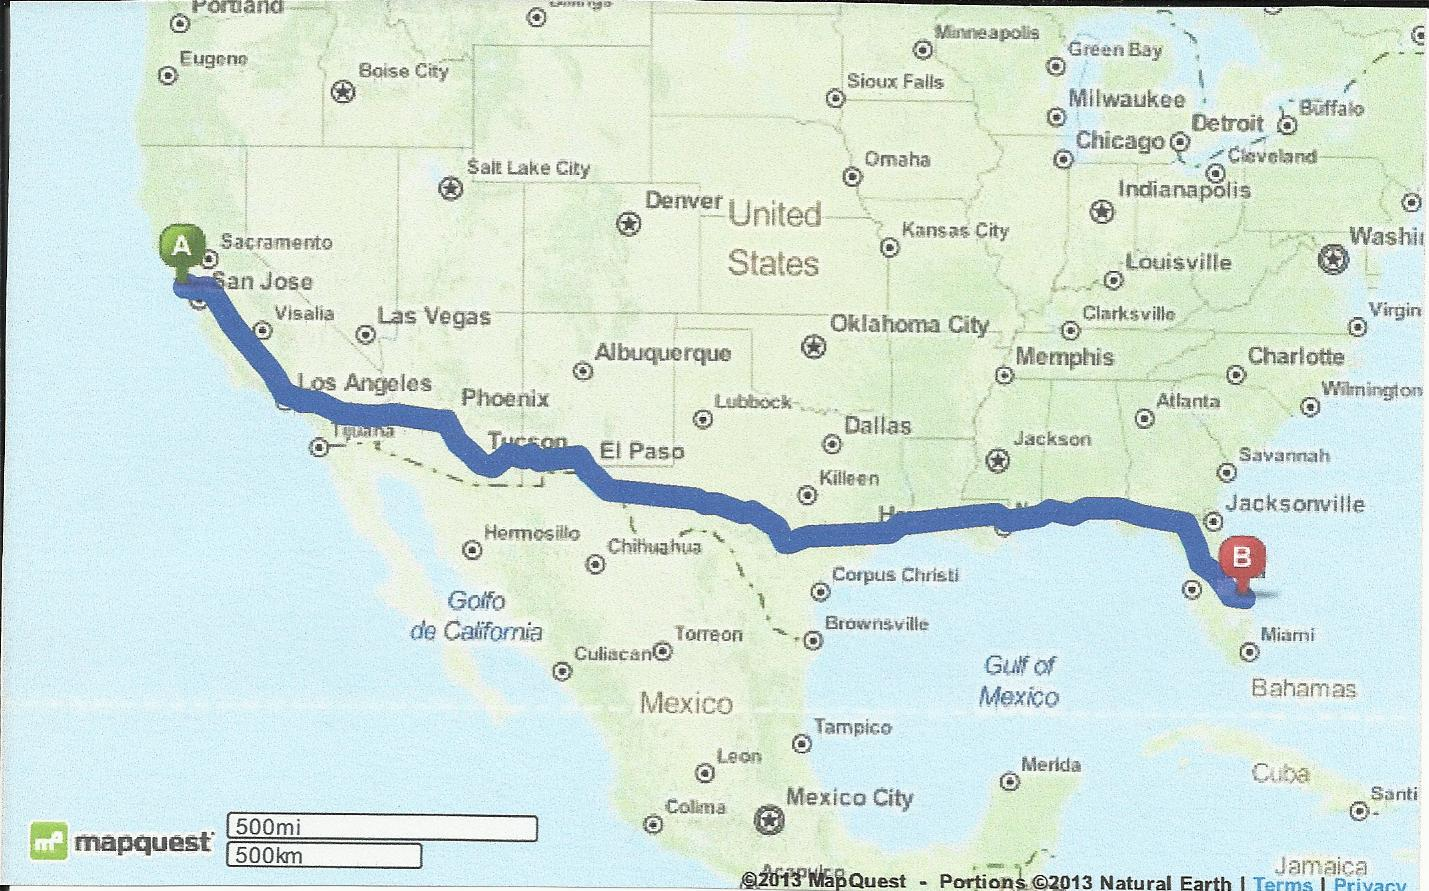 Portland
Minneapolis
Green Bay
Eugene
Boise City
Sioux Falls
Milwaukee
Buffalo
Detroit
Chicago
Cleveland
Omaha
Salt Lake City
Indianapolis
Denver
United
States
Kansas City
Washi
A
Sacramento
Louisville
San Jose
Visalia
Las Vegas
Oklahoma City
Clarksville
Virgin
Albuquerque
Memphis
Charlotte
Los Angeles
Phoenix
Lubbock
Atlanta
Wilmington
Tijuana
Tucson
El Paso
Dallas
Jackson
Savannah
Killeen
Jacksonville
Hermosillo
Chihuahua
B
Corpus Christi
Golfo
de California
Brownsville
Torreon
Culiacan
Miami
Gulf of
Mexico
Bahamas
Mexico
Tampico
Leon
Merida
Cuba
Colima
Mexico City
Santi
500mi
mapquest
500km
Jamaica
Acapulco
©2013 MapQuest - Portions ©2013 Natural Earth | Terms | Privacy